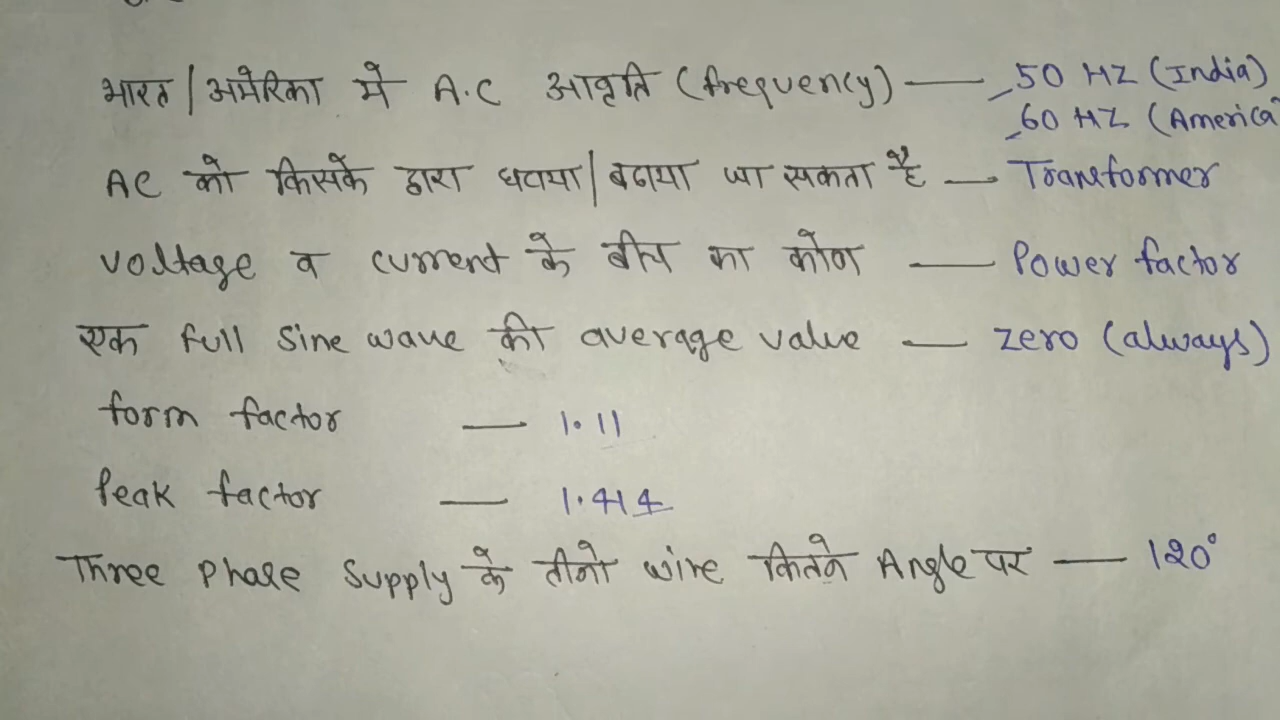 भारत/अमेरिका में A.C आवृति (frequency) — 50 HZ (India)
60 HZ (America
AC को किसके द्वारा घटाया/बढाया जा सकता है — Transformer
voltage व current के बीच का कोण — Power factor
एक full sine wave की average value — zero (always)
form factor — 1.11
Peak factor — 1.414
Three Phase Supply के तीनो wire कितने Angle पर — 120°